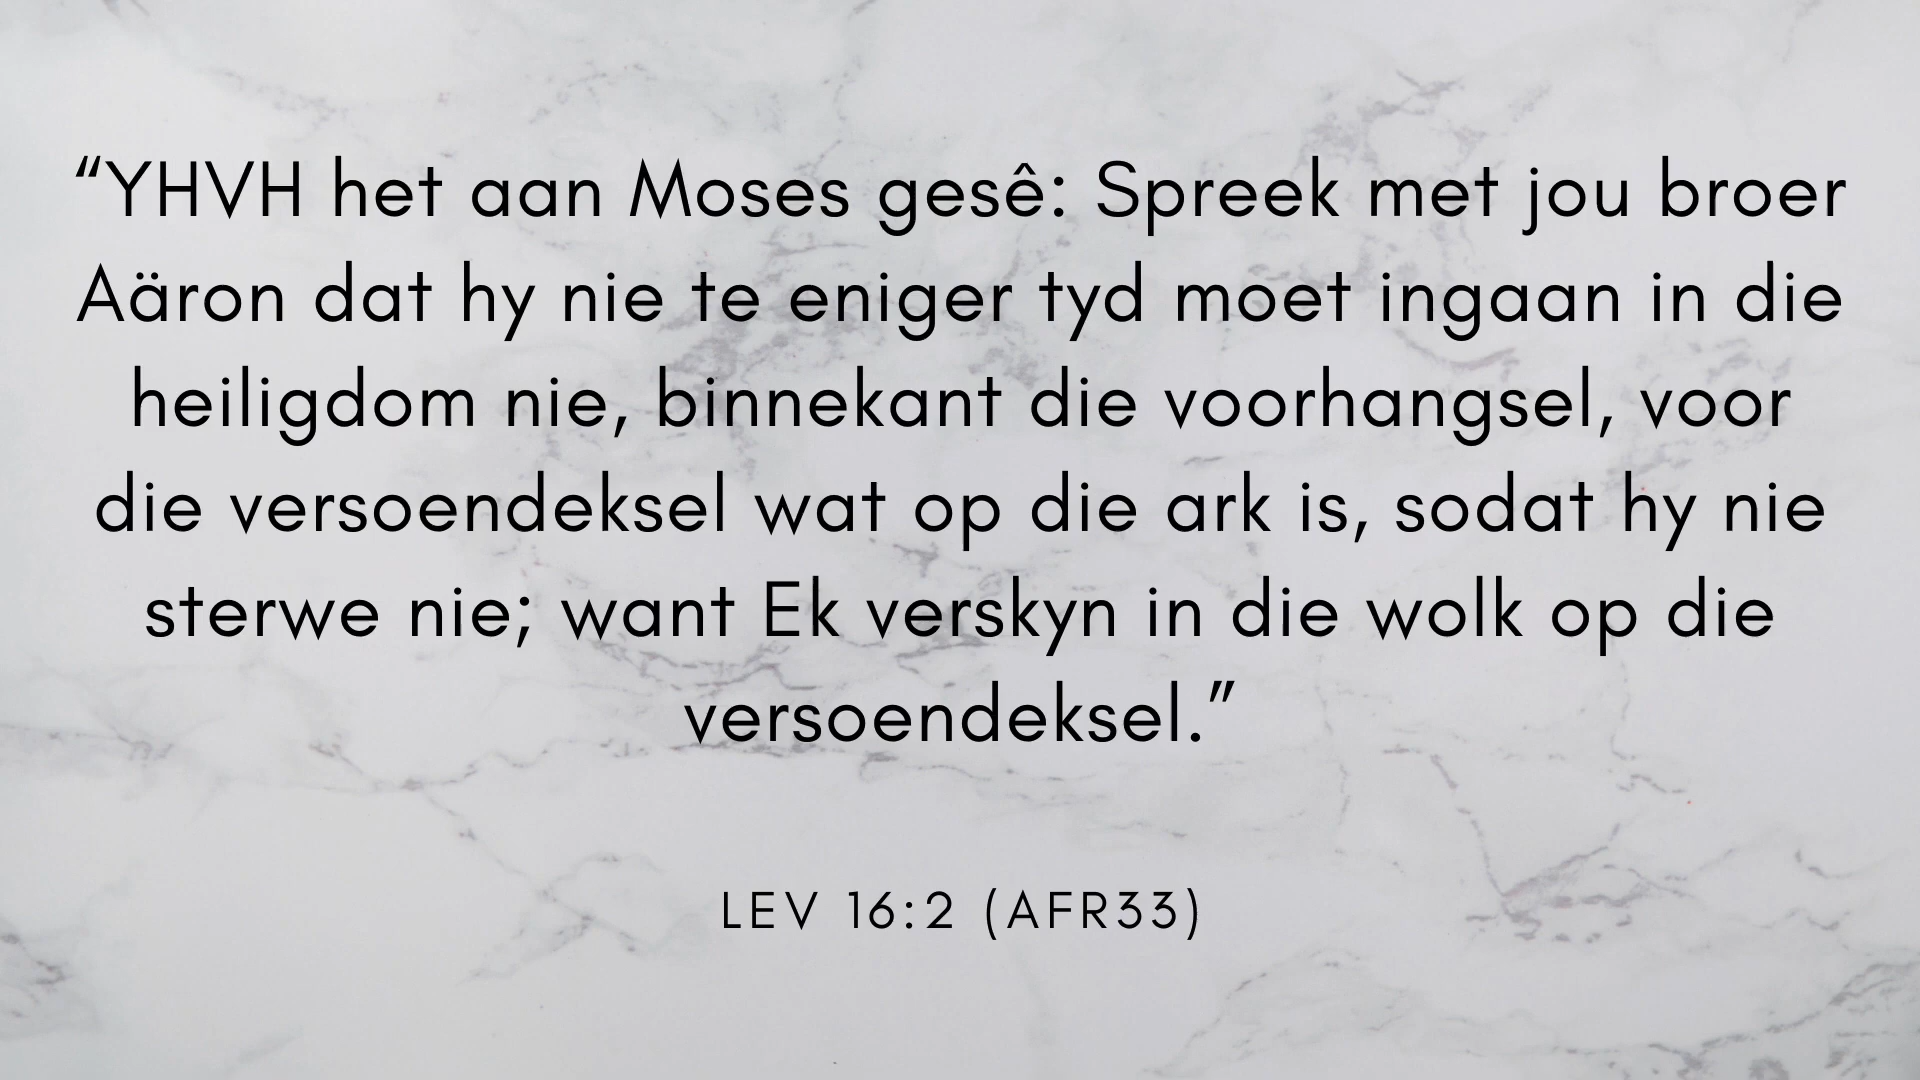 “YHVH het aan Moses gesê: Spreek met jou broer
Aäron dat hy nie te eniger tyd moet ingaan in die
heiligdom nie, binnekant die voorhangsel, voor
die versoendeksel wat op die ark is, sodat hy nie
sterwe nie; want Ek verskyn in die wolk op die
versoendeksel.”
LEV 16:2 (AFR33)